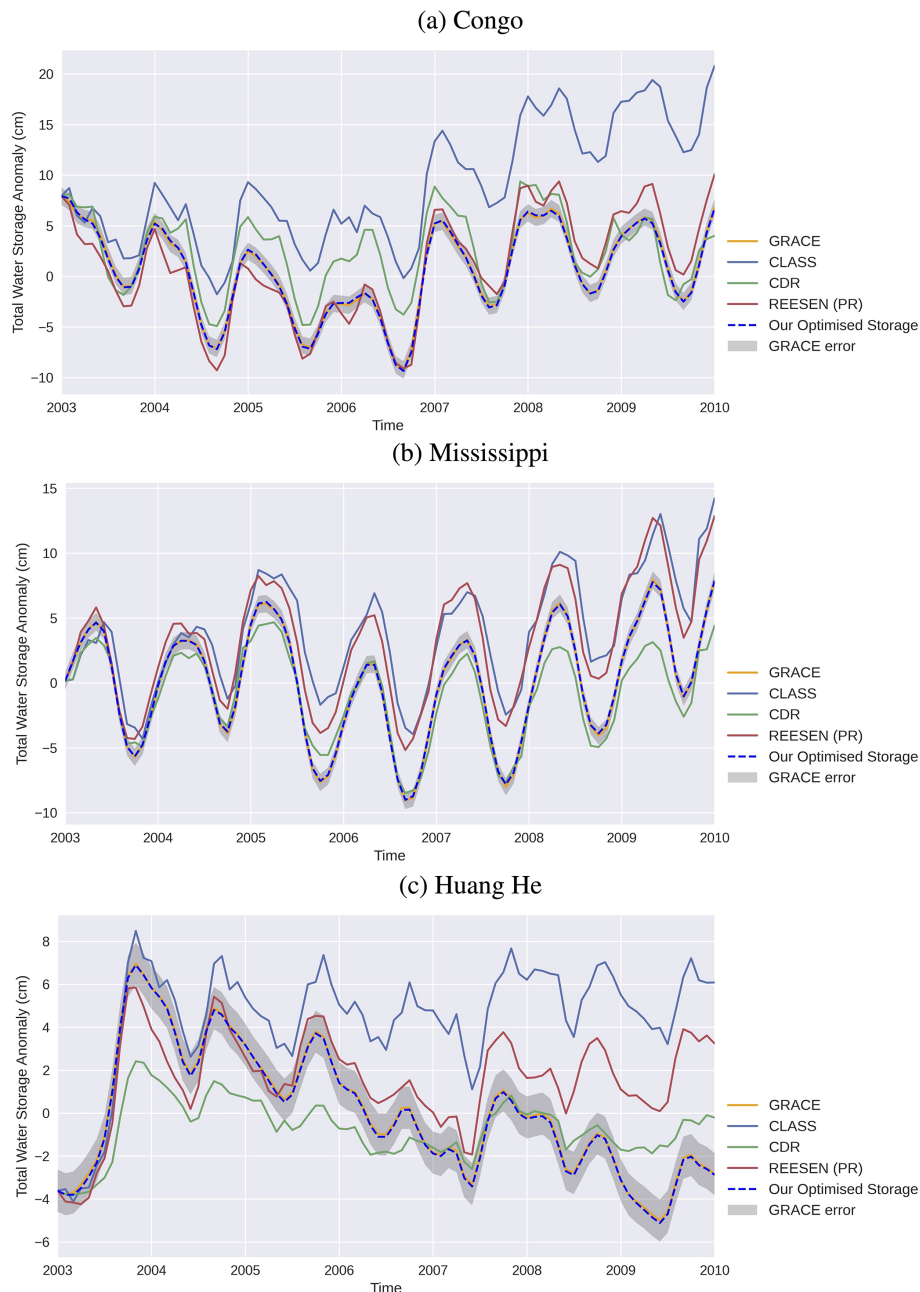 (a) Congo
20
15
10
5
0
−5
−10
Total Water Storage Anomaly (cm)
2003 2004 2005 2006 2007 2008 2009 2010
Time
GRACE
CLASS
CDR
REESEN (PR)
Our Optimised Storage
GRACE error
(b) Mississippi
15
10
5
0
−5
−10
Total Water Storage Anomaly (cm)
2003 2004 2005 2006 2007 2008 2009 2010
Time
GRACE
CLASS
CDR
REESEN (PR)
Our Optimised Storage
GRACE error
(c) Huang He
8
6
4
2
0
−2
−4
−6
Total Water Storage Anomaly (cm)
2003 2004 2005 2006 2007 2008 2009 2010
Time
GRACE
CLASS
CDR
REESEN (PR)
Our Optimised Storage
GRACE error